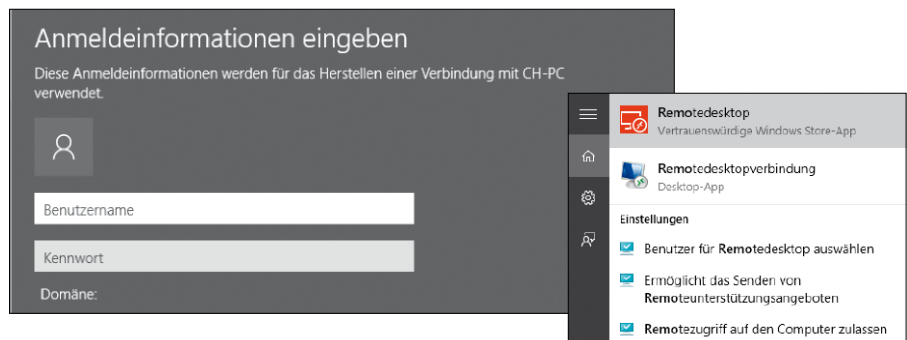 Anmeldeinformationen eingeben
Diese Anmeldeinformationen werden für das Herstellen einer Verbindung mit CH-PC
verwendet.
Benutzername
Kennwort
Domäne:
Remotedesktop
Vertrauenswürdige Windows Store-App
Remotedesktopverbindung
Desktop-App
Einstellungen
Benutzer für Remotedesktop auswählen
Ermöglicht das Senden von
Remoteunterstützungsangeboten
Remotezugriff auf den Computer zulassen